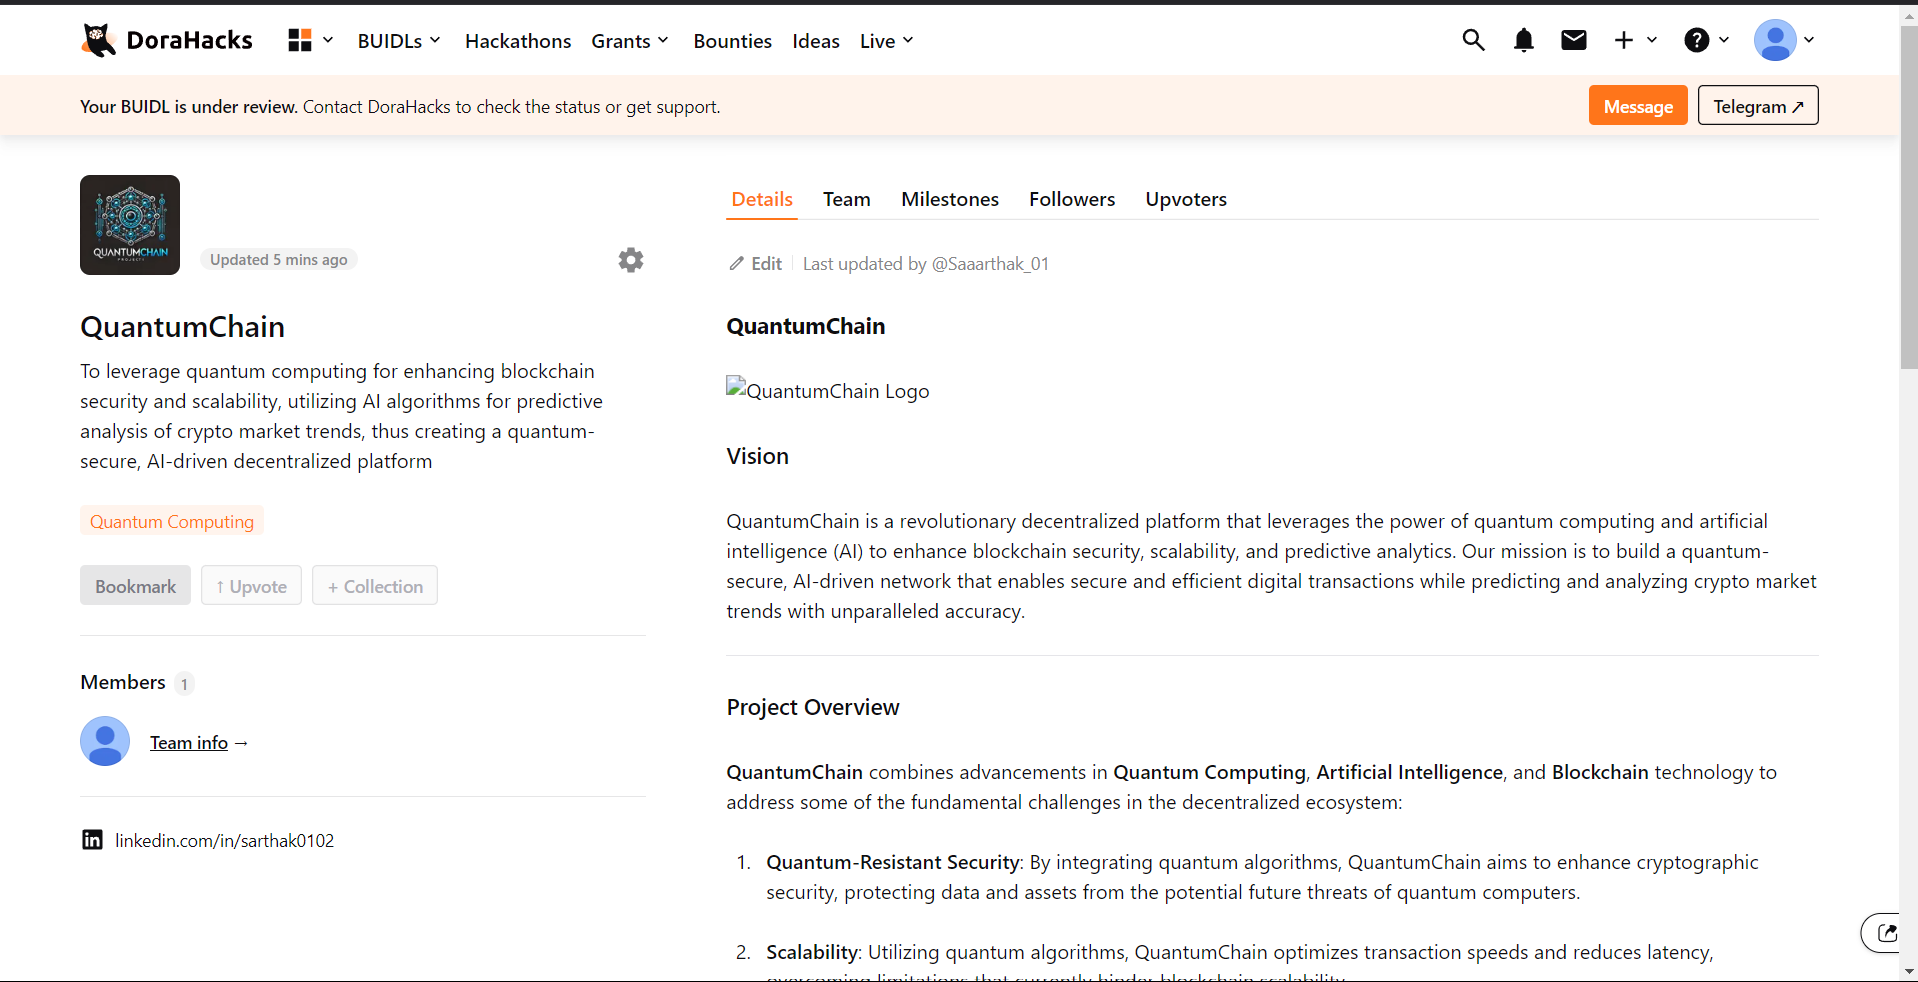 DoraHacks
BUIDLs
Hackathons
Grants
Bounties
Ideas
Live
Your BUIDL is under review. Contact DoraHacks to check the status or get support.
Message
Telegram ↗
QUANTUMCHAIN
Updated 5 mins ago
QuantumChain
To leverage quantum computing for enhancing blockchain
security and scalability, utilizing AI algorithms for predictive
analysis of crypto market trends, thus creating a quantum-
secure, AI-driven decentralized platform
Quantum Computing
Bookmark
↑ Upvote
+ Collection
Members 1
Team info →
linkedin.com/in/sarthak0102
Details
Team
Milestones
Followers
Upvoters
Edit
Last updated by @Saaarthak_01
QuantumChain
QuantumChain Logo
Vision
QuantumChain is a revolutionary decentralized platform that leverages the power of quantum computing and artificial
intelligence (AI) to enhance blockchain security, scalability, and predictive analytics. Our mission is to build a quantum-
secure, AI-driven network that enables secure and efficient digital transactions while predicting and analyzing crypto market
trends with unparalleled accuracy.
Project Overview
QuantumChain combines advancements in Quantum Computing, Artificial Intelligence, and Blockchain technology to
address some of the fundamental challenges in the decentralized ecosystem:
1. Quantum-Resistant Security: By integrating quantum algorithms, QuantumChain aims to enhance cryptographic
security, protecting data and assets from the potential future threats of quantum computers.
2. Scalability: Utilizing quantum algorithms, QuantumChain optimizes transaction speeds and reduces latency,
overcoming limitations that currently hinder blockchain scalability.